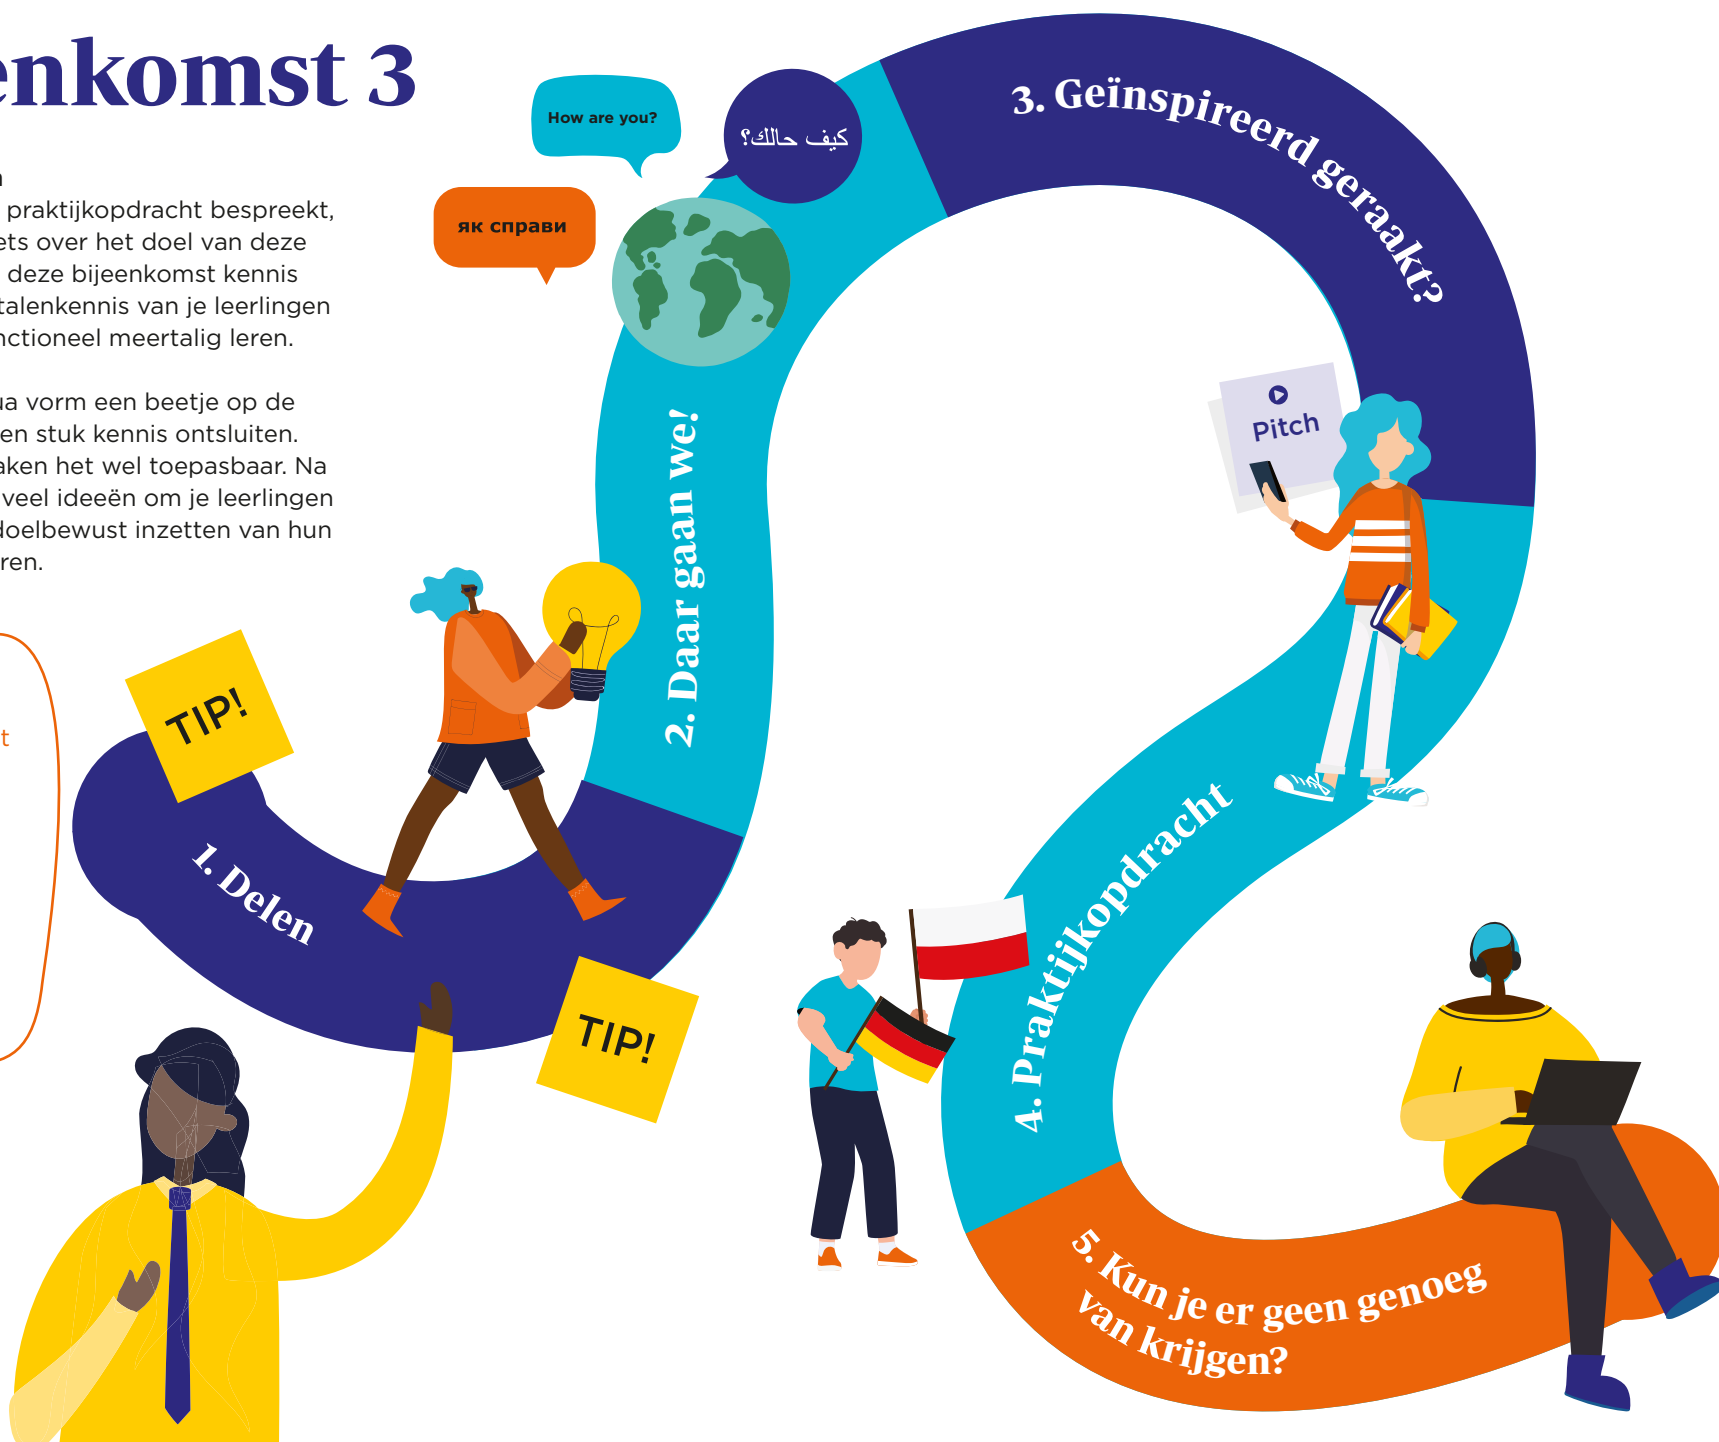 enkomst 3
praktijkopdracht bespreekt,
ets over het doel van deze
deze bijeenkomst kennis
talenkennis van je leerlingen
nctioneel meertalig leren.
ua vorm een beetje op de
en stuk kennis ontsluiten.
aken het wel toepasbaar. Na
veel ideeën om je leerlingen
doelbewust inzetten van hun
ren.
t
How are you?
كيف حالك؟
як справи
TIP!
1. Delen
TIP!
2. Daar gaan we!
3. Geïnspireerd geraakt?
Pitch
4. Praktijkopdracht
5. Kun je er geen genoeg
van krijgen?